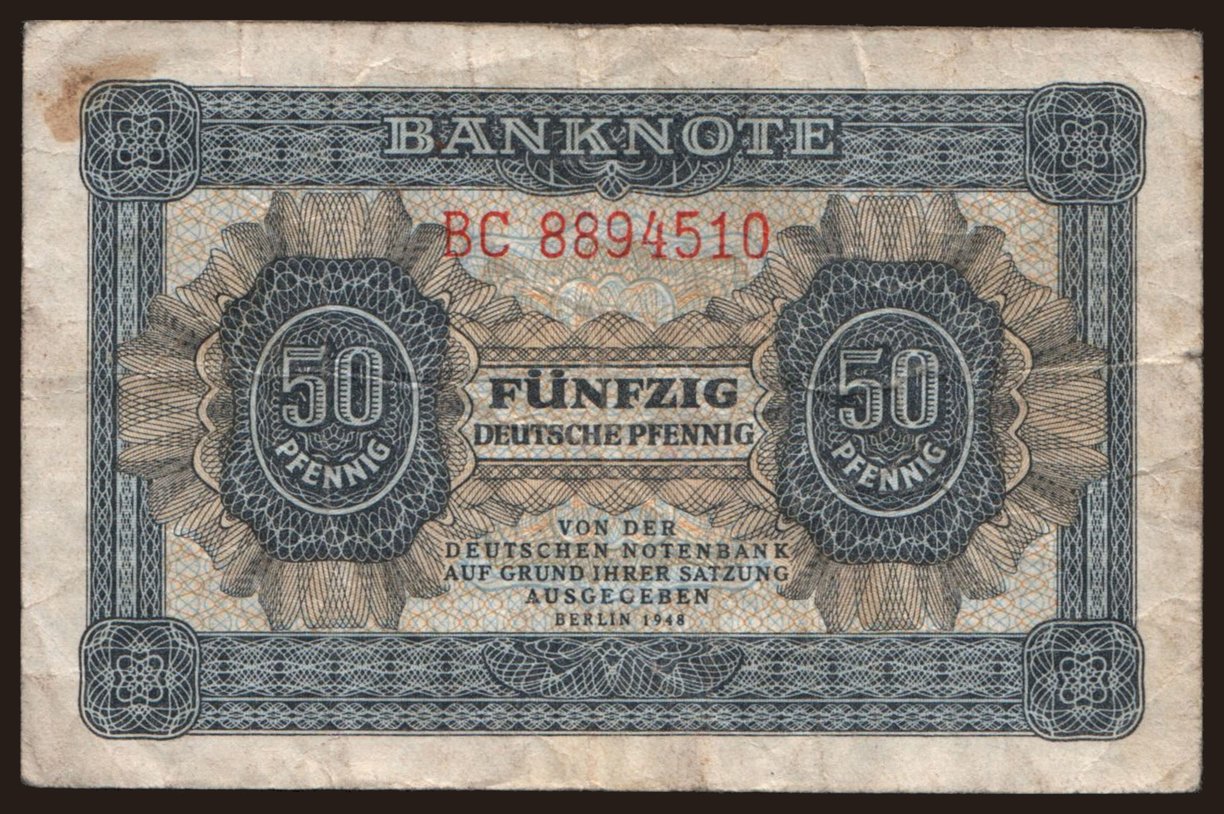 BANKNOTE
BC 8894510
50
PFENNIG
FÜNFZIG
DEUTSCHE PFENNIG
50
PFENNIG
VON DER
DEUTSCHEN NOTENBANK
AUF GRUND IHRER SATZUNG
AUSGEGEBEN
BERLIN 1948